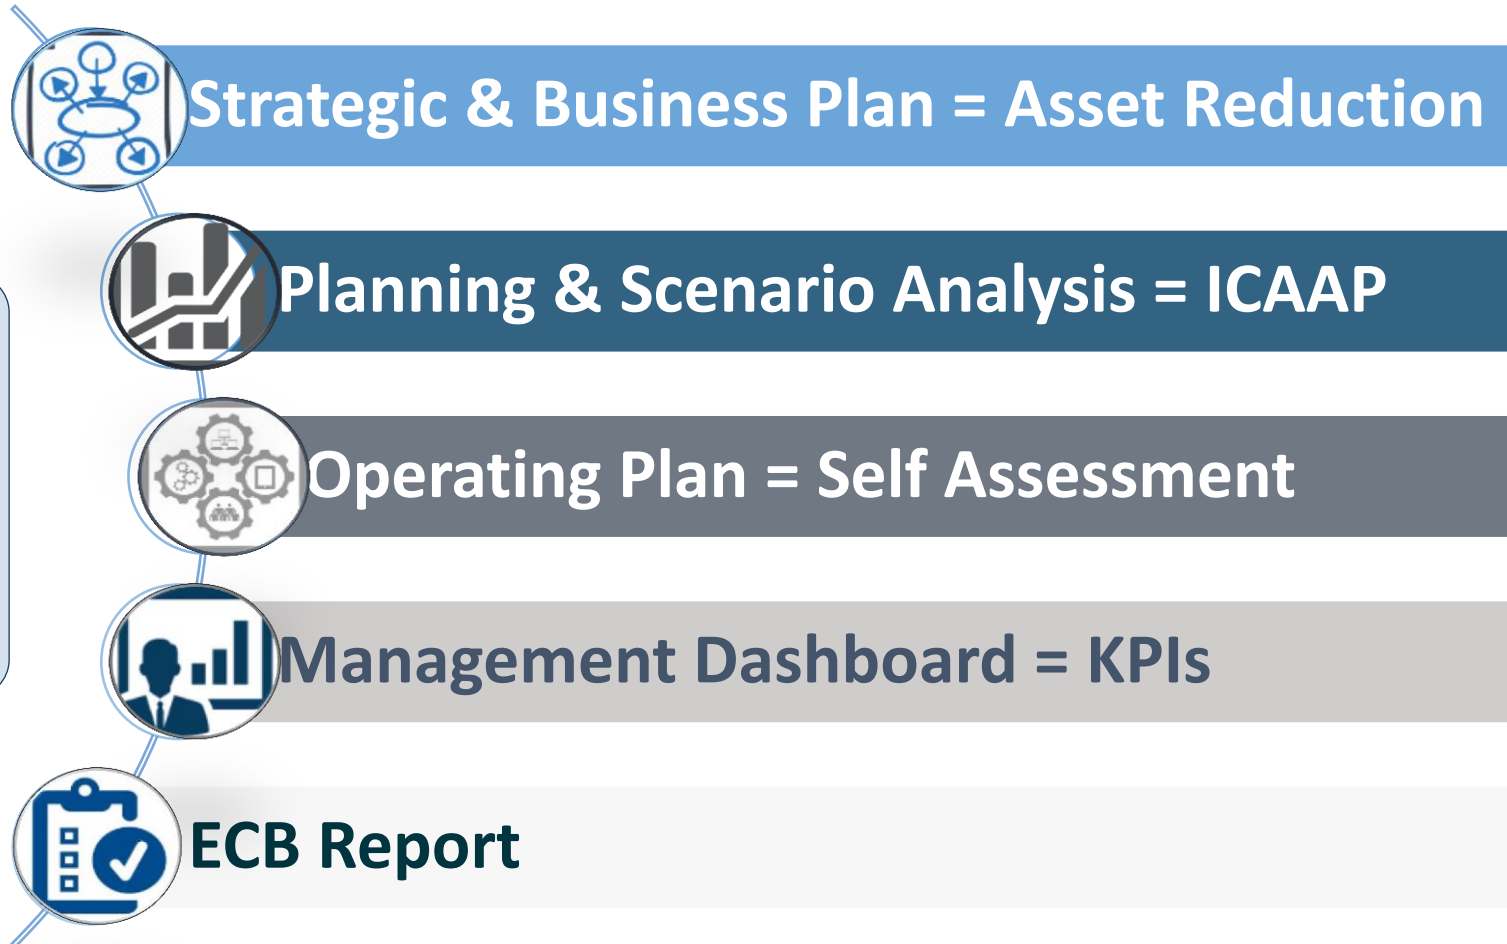 Strategic & Business Plan = Asset Reduction
Planning & Scenario Analysis = ICAAP
Operating Plan = Self Assessment
Management Dashboard = KPIs
ECB Report